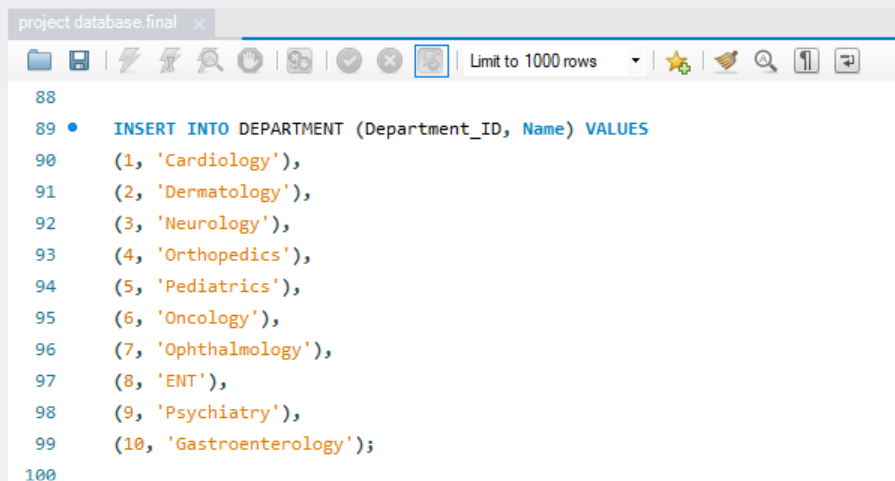 project database.final
Limit to 1000 rows
88
89 INSERT INTO DEPARTMENT (Department_ID, Name) VALUES
90 (1, 'Cardiology'),
91 (2, 'Dermatology'),
92 (3, 'Neurology'),
93 (4, 'Orthopedics'),
94 (5, 'Pediatrics'),
95 (6, 'Oncology'),
96 (7, 'Ophthalmology'),
97 (8, 'ENT'),
98 (9, 'Psychiatry'),
99 (10, 'Gastroenterology');
100